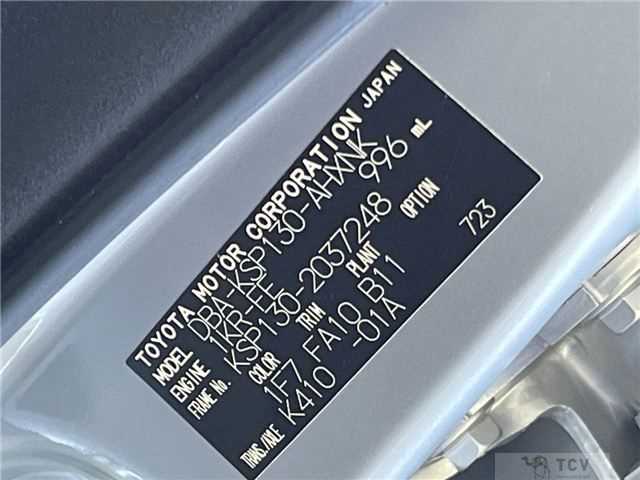 TOYOTA MOTOR CORPORATION JAPAN
MODEL DBA-KSP130-AHXNK
ENGINE 1KR-FE 996 mL
FRAME No. KSP130-2037248
COLOR TRIM PLANT OPTION
1F7 FA10 B11 723
TRANS./AXLE K410 -01A
TCV